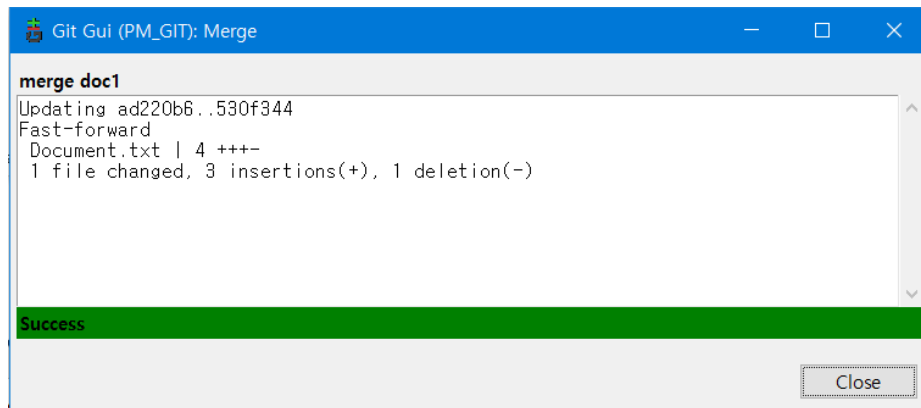 Git Gui (PM_GIT): Merge
merge doc1
Updating ad220b6..530f344
Fast-forward
Document.txt | 4 +++-
1 file changed, 3 insertions(+), 1 deletion(-)
Success
Close